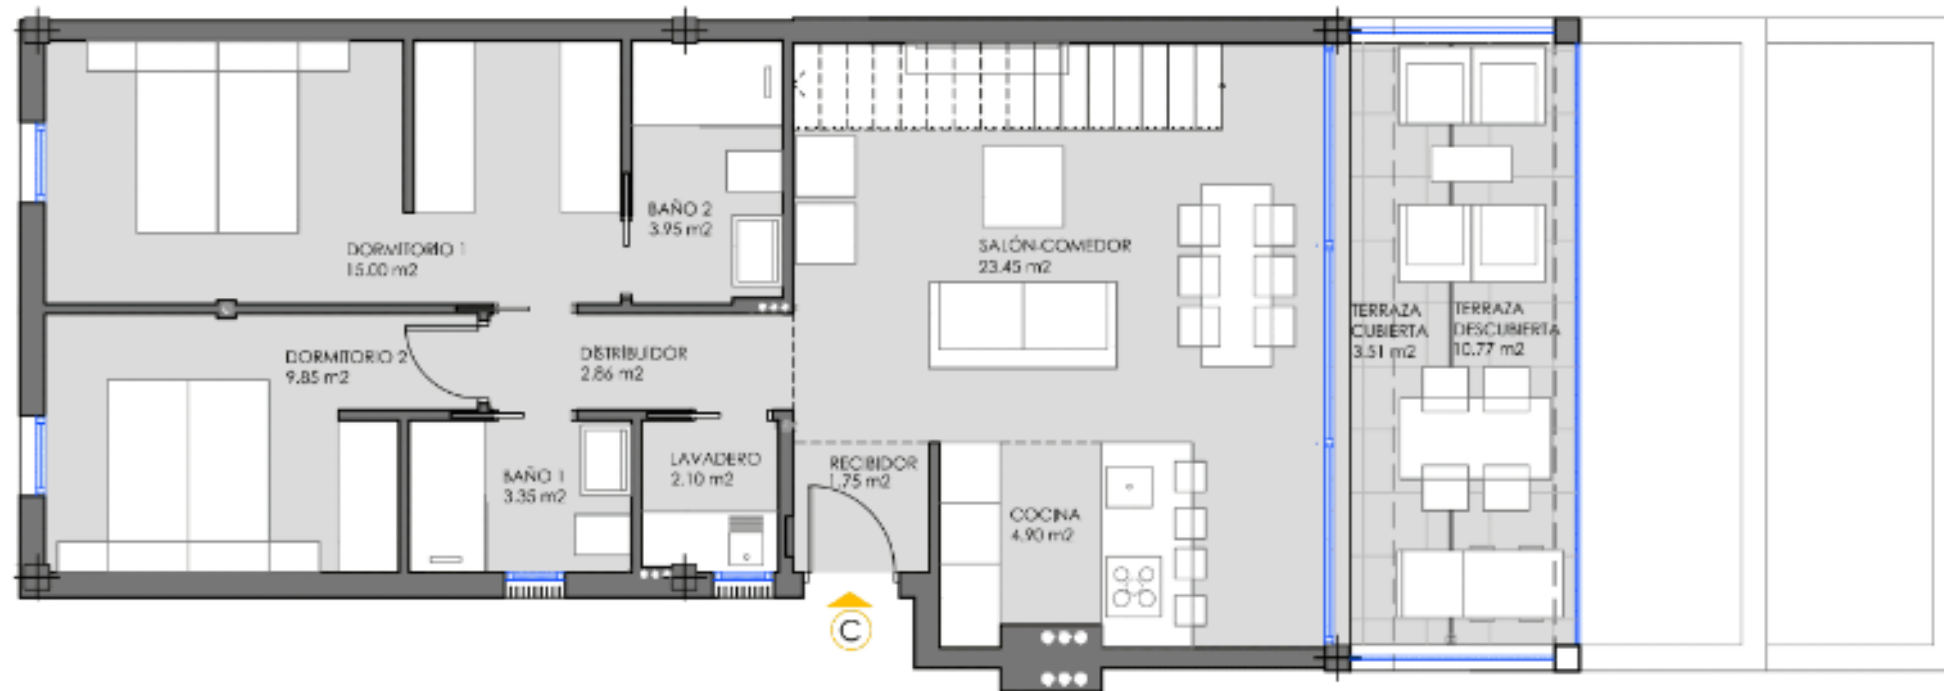 DORMITORIO 1
15.00 m2
BAÑO 2
3.95 m2
SALÓN-COMEDOR
23.45 m2
TERRAZA
CUBIERTA
3.51 m2
TERRAZA
DESCUBIERTA
10.77 m2
DORMITORIO 2
9.85 m2
DISTRIBUIDOR
2.86 m2
BAÑO 1
3.35 m2
LAVADERO
2.10 m2
RECIBIDOR
1.75 m2
COCINA
4.90 m2
C